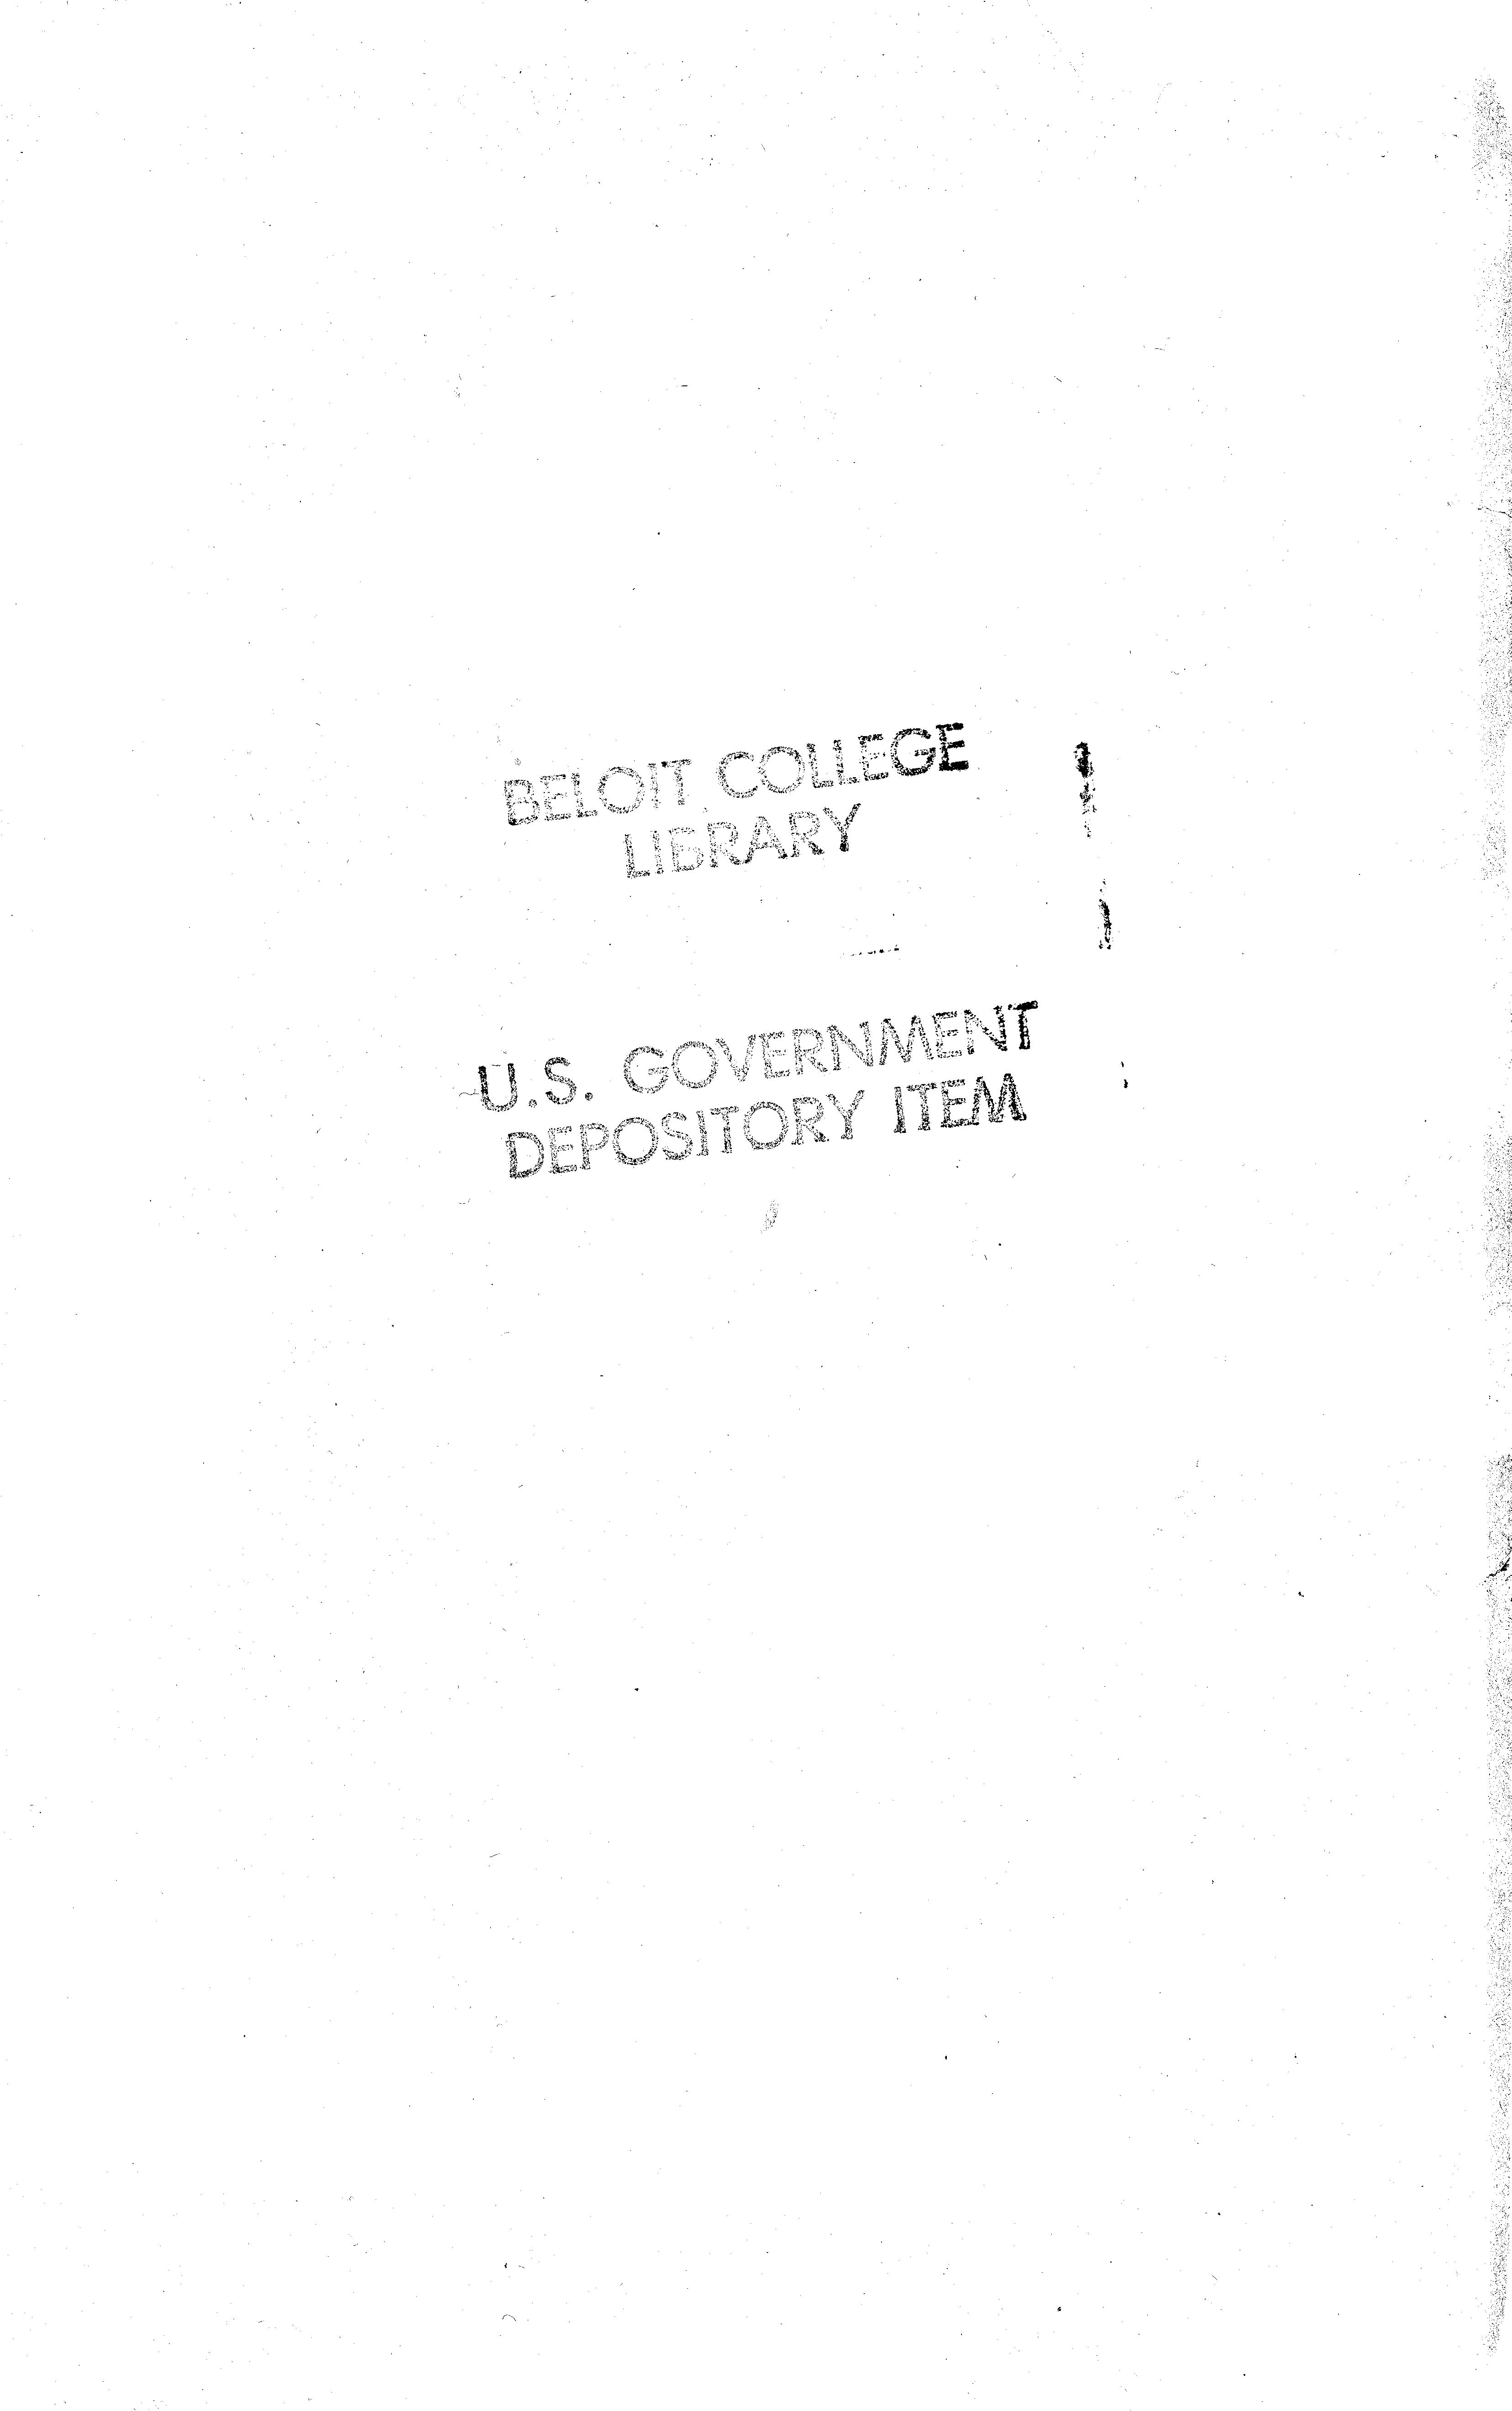 BELOIT COLLEGE
LIBRARY
U.S. GOVERNMENT
DEPOSITORY ITEM